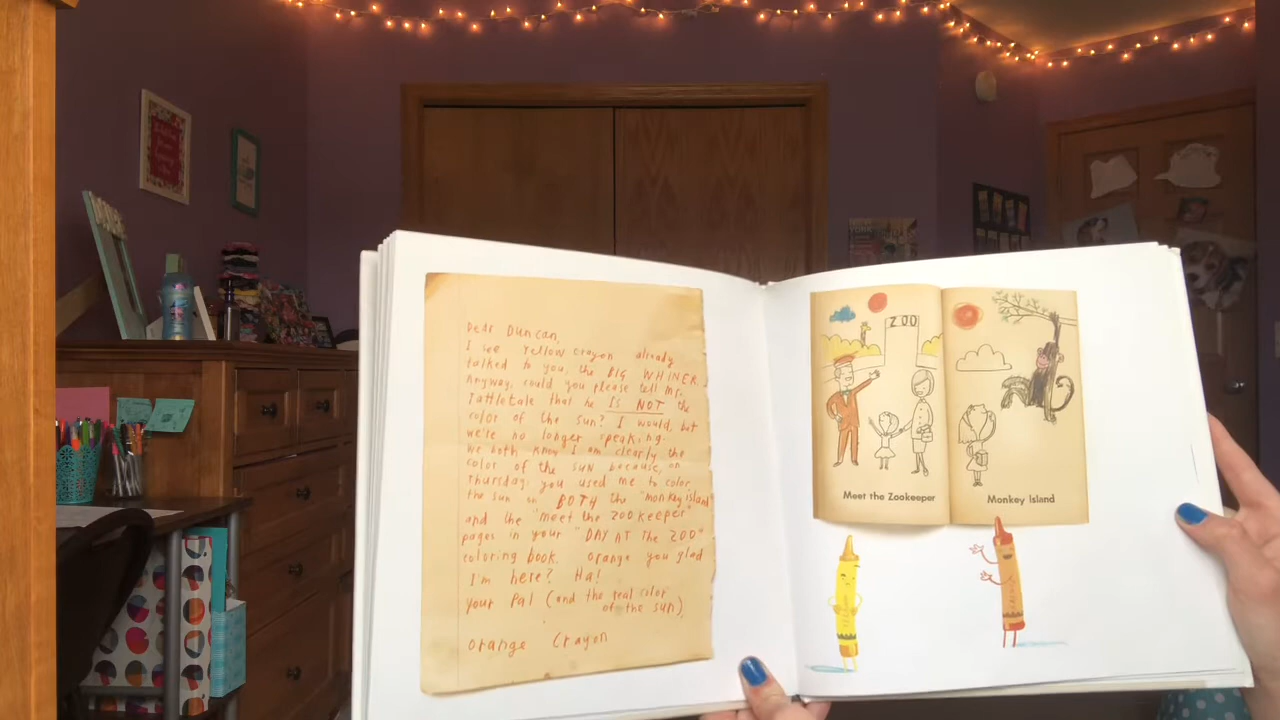 Dear Duncan,
I see Yellow Crayon already
talked to you, the BIG WHINER.
Anyway, could you please tell Mr.
Tattletale that he IS NOT the
color of the sun? I would, but
we're no longer speaking.
We both know I am clearly the
color of the sun because, on
Thursday, you used me to color
the sun on BOTH the "monkey island"
and the "meet the zookeeper"
pages in your "DAY AT THE ZOO"
coloring book. Orange you glad
I'm here? Ha!
Your Pal (and the real color
of the sun),
Orange Crayon
ZOO
Meet the Zookeeper
Monkey Island